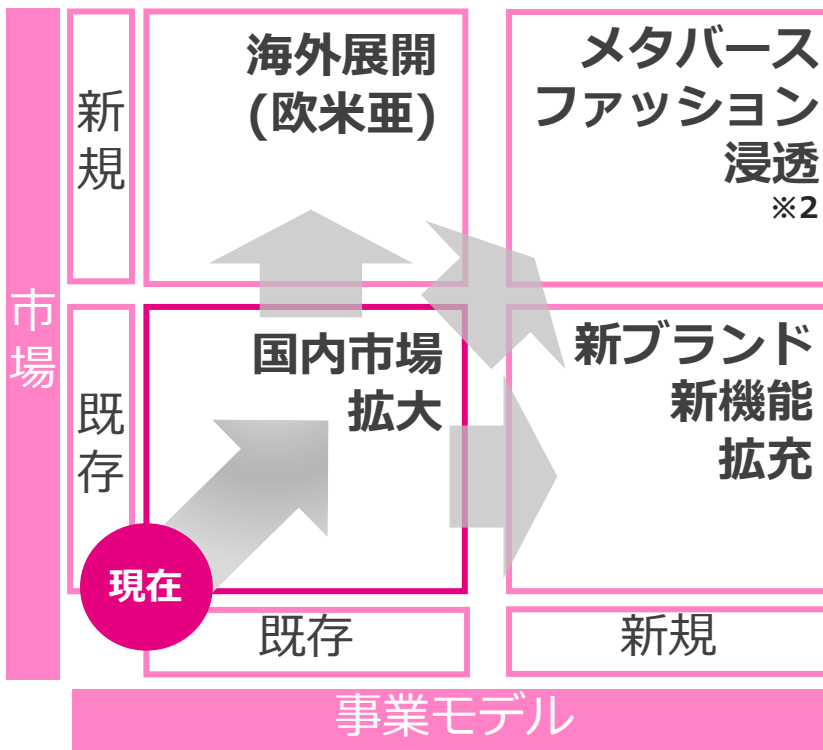 市場
新規
海外展開
(欧米亜)
メタバース
ファッション
浸透
※2
既存
国内市場
拡大
新ブランド
新機能
拡充
現在
既存
新規
事業モデル